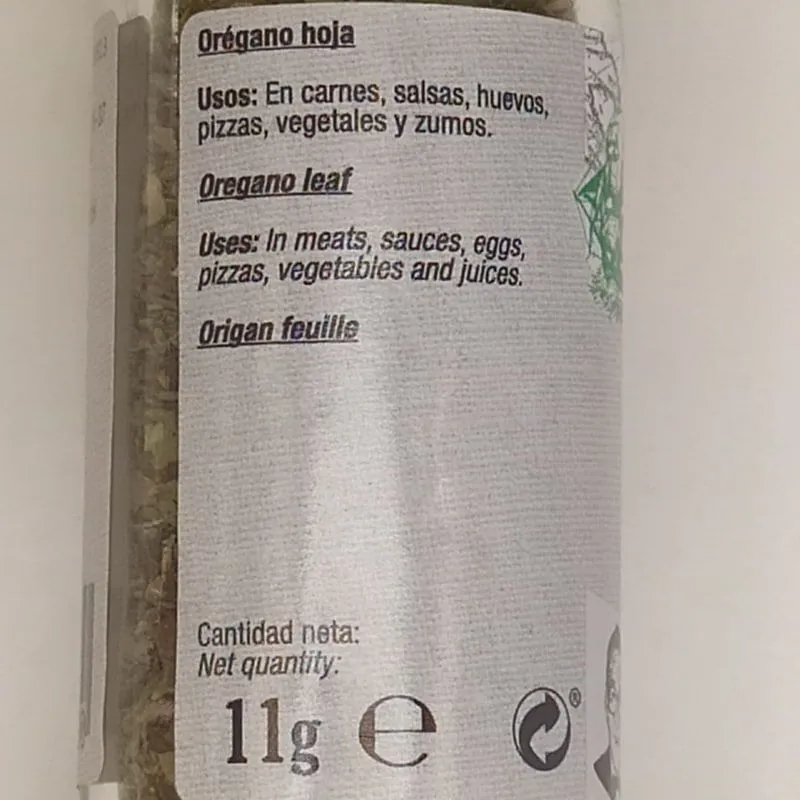 Orégano hoja
Usos: En carnes, salsas, huevos,
pizzas, vegetales y zumos.
Oregano leaf
Uses: In meats, sauces, eggs,
pizzas, vegetables and juices.
Origan feuille
Cantidad neta:
Net quantity:
11g e
®